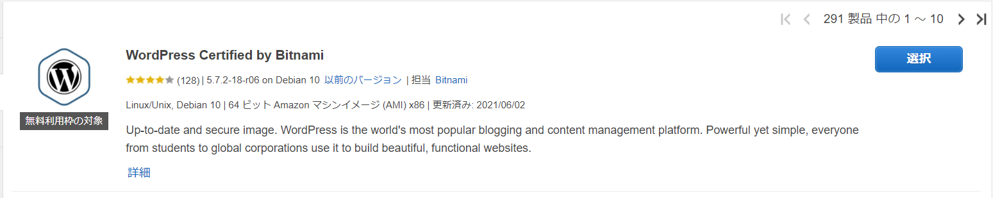 291 製品 中の 1 ～ 10
WordPress Certified by Bitnami
(128) | 5.7.2-18-r06 on Debian 10 以前のバージョン | 担当 Bitnami
Linux/Unix, Debian 10 | 64 ビット Amazon マシンイメージ (AMI) x86 | 更新済み: 2021/06/02
無料利用枠の対象
Up-to-date and secure image. WordPress is the world's most popular blogging and content management platform. Powerful yet simple, everyone
from students to global corporations use it to build beautiful, functional websites.
詳細
選択